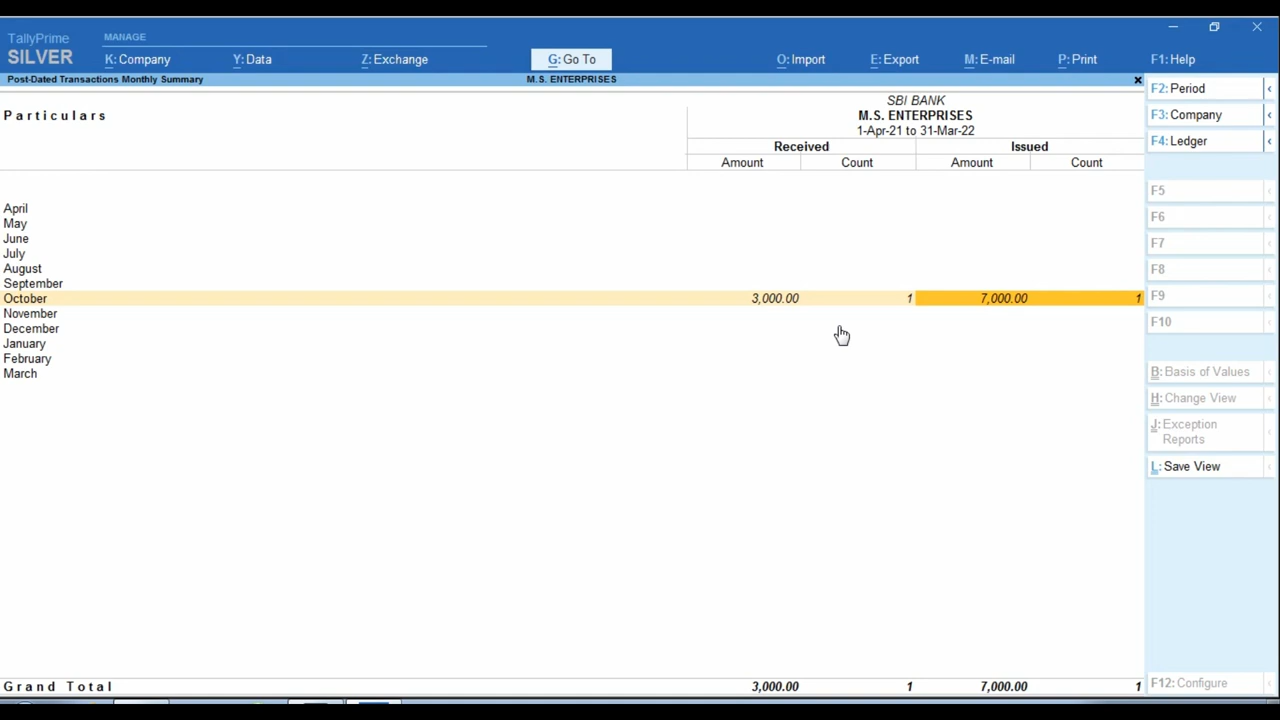 TallyPrime
SILVER
MANAGE
K: Company
Y: Data
Z: Exchange
G: Go To
O: Import
E: Export
M: E-mail
P: Print
F1: Help
Post-Dated Transactions Monthly Summary
M.S. ENTERPRISES
x
Particulars
SBI BANK
M.S. ENTERPRISES
1-Apr-21 to 31-Mar-22
Received Issued
Amount Count Amount Count
April
May
June
July
August
September
October 3,000.00 1 7,000.00 1
November
December
January
February
March
Grand Total 3,000.00 1 7,000.00 1
F2: Period
F3: Company
F4: Ledger
F5
F6
F7
F8
F9
F10
B: Basis of Values
H: Change View
J: Exception
Reports
L: Save View
F12: Configure